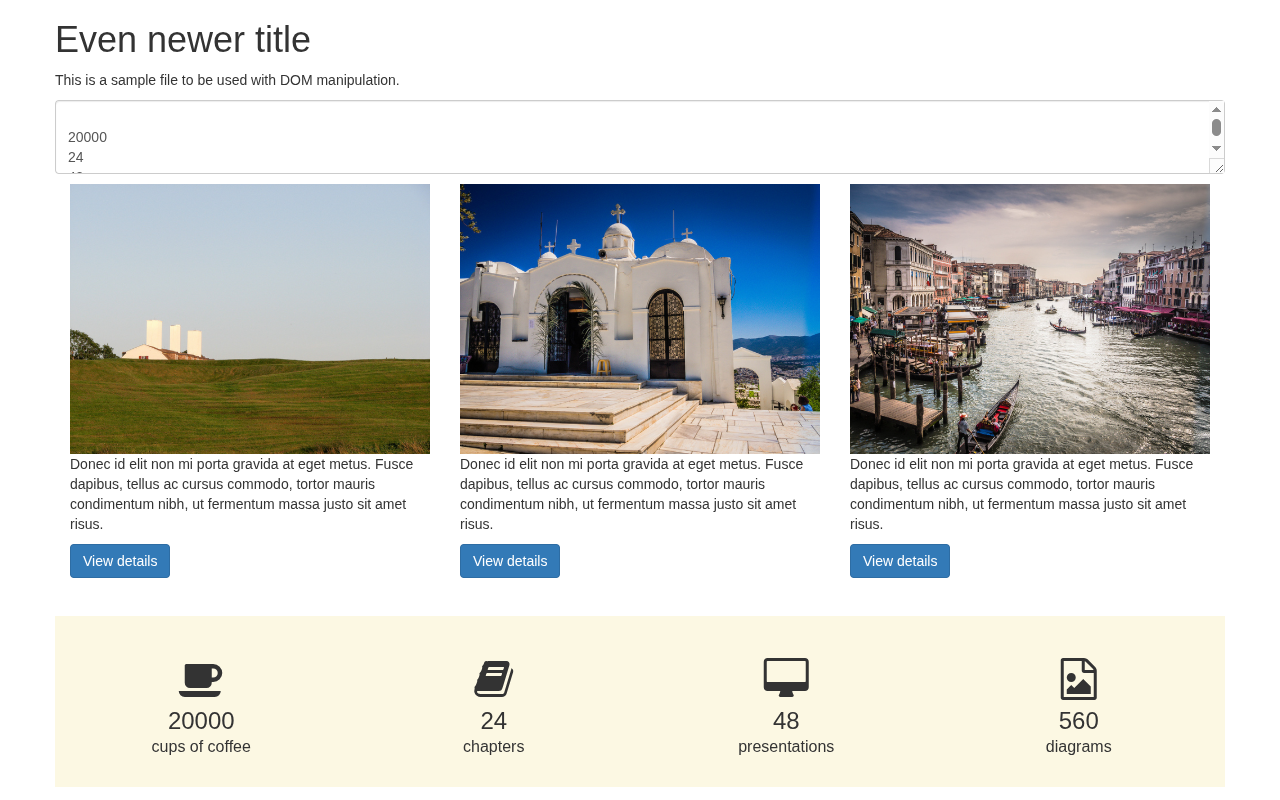 Even newer title
This is a sample file to be used with DOM manipulation.
20000
24
Donec id elit non mi porta gravida at eget metus. Fusce
dapibus, tellus ac cursus commodo, tortor mauris
condimentum nibh, ut fermentum massa justo sit amet
risus.
View details
Donec id elit non mi porta gravida at eget metus. Fusce
dapibus, tellus ac cursus commodo, tortor mauris
condimentum nibh, ut fermentum massa justo sit amet
risus.
View details
Donec id elit non mi porta gravida at eget metus. Fusce
dapibus, tellus ac cursus commodo, tortor mauris
condimentum nibh, ut fermentum massa justo sit amet
risus.
View details
20000
cups of coffee
24
chapters
48
presentations
560
diagrams